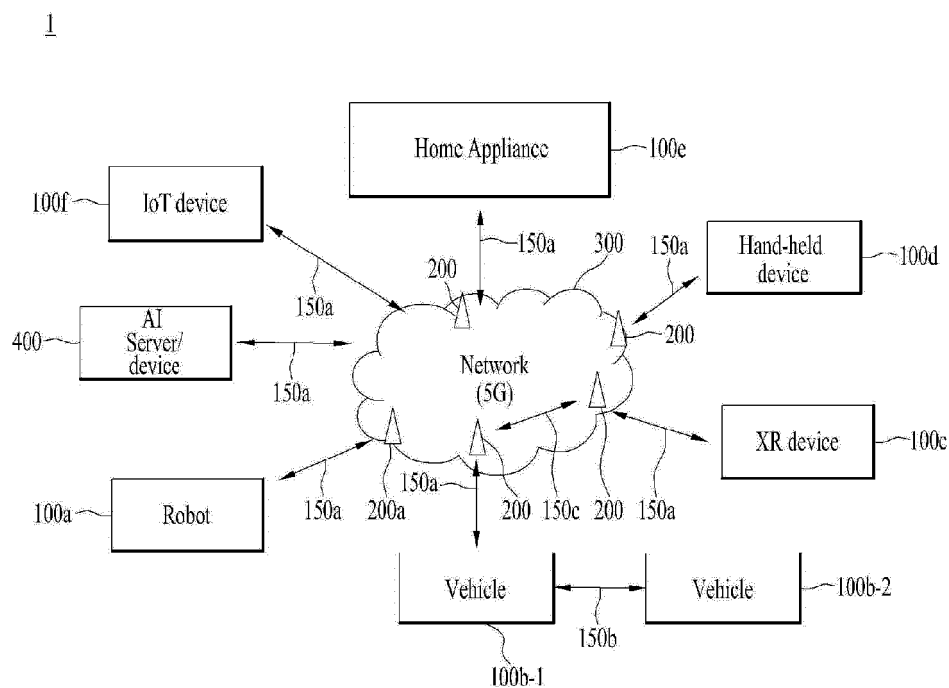 1
Home Appliance
100e
100f
IoT device
150a
200
150a
300
150a
Hand-held
device
100d
400
AI
Server/
device
150a
200
Network
(5G)
XR device
100c
100a
Robot
150a
200a
150a
200
150c
200
150a
Vehicle
Vehicle
100b-2
150b
100b-1